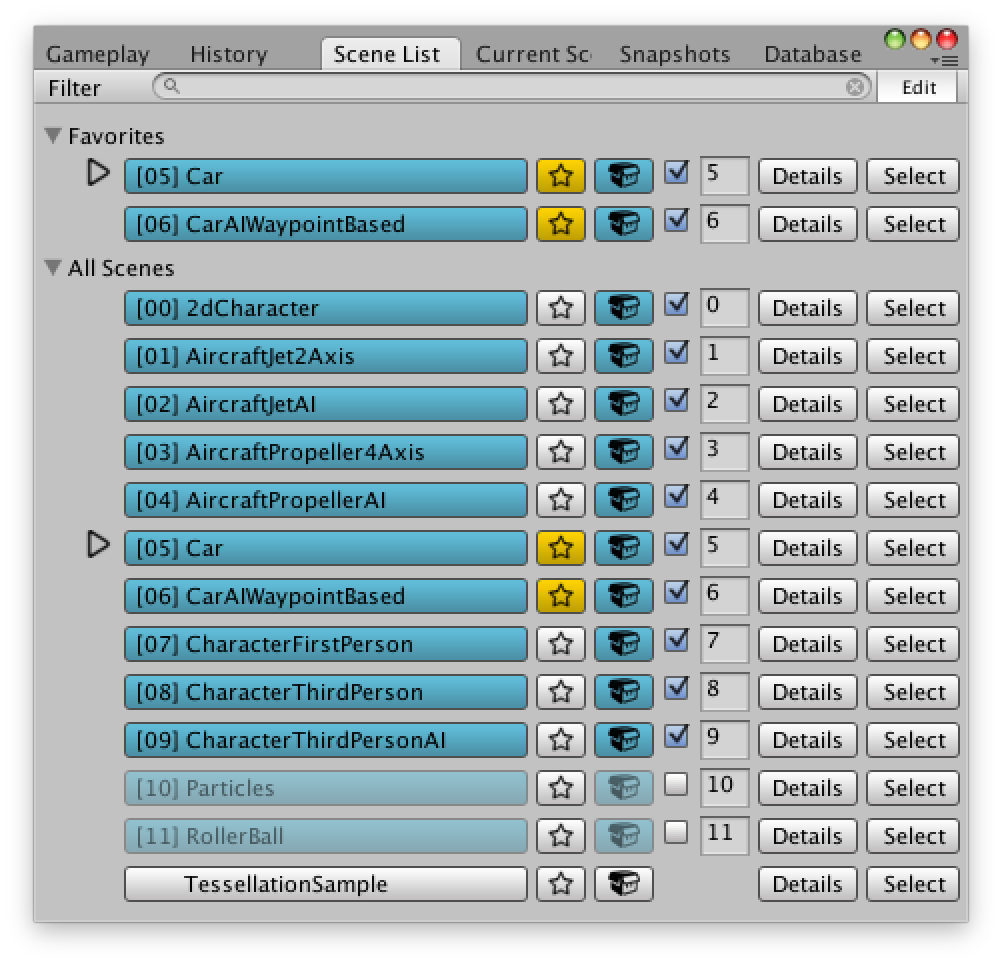 Gameplay History Scene List Current Sc Snapshots Database
Filter Edit
Favorites
[05] Car 5 Details Select
[06] CarAIWaypointBased 6 Details Select
All Scenes
[00] 2dCharacter 0 Details Select
[01] AircraftJet2Axis 1 Details Select
[02] AircraftJetAI 2 Details Select
[03] AircraftPropeller4Axis 3 Details Select
[04] AircraftPropellerAI 4 Details Select
[05] Car 5 Details Select
[06] CarAIWaypointBased 6 Details Select
[07] CharacterFirstPerson 7 Details Select
[08] CharacterThirdPerson 8 Details Select
[09] CharacterThirdPersonAI 9 Details Select
[10] Particles 10 Details Select
[11] RollerBall 11 Details Select
TessellationSample Details Select